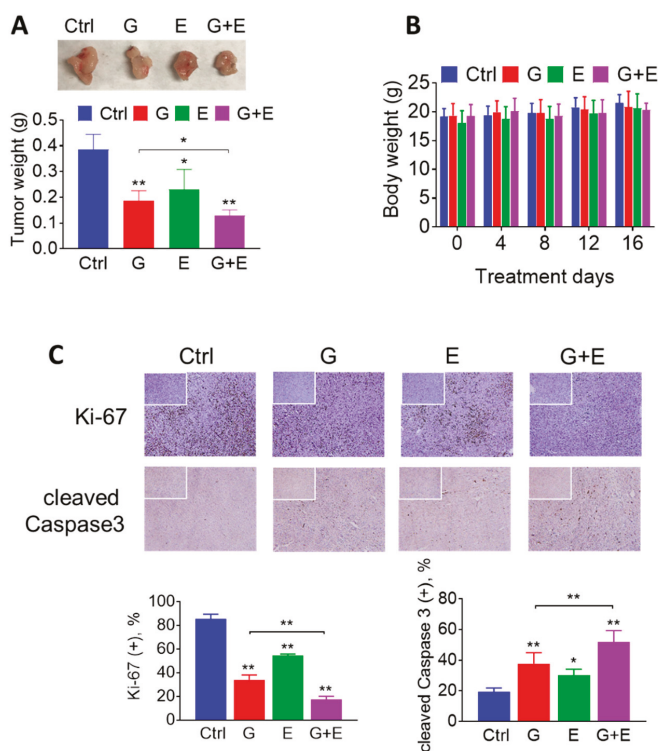 A
Ctrl G E G+E
Ctrl G E G+E
Tumor weight (g)
0.5
0.4
0.3
0.2
0.1
0.0
*
** * **
Ctrl G E G+E
B
Ctrl G E G+E
Body weight (g)
30
25
20
15
10
5
0
0 4 8 12 16
Treatment days
C
Ctrl G E G+E
Ki-67
cleaved
Caspase3
Ki-67 (+), %
100
80
60
40
20
0
**
** ** **
Ctrl G E G+E
cleaved Caspase 3 (+), %
80
60
40
20
0
**
** * **
Ctrl G E G+E